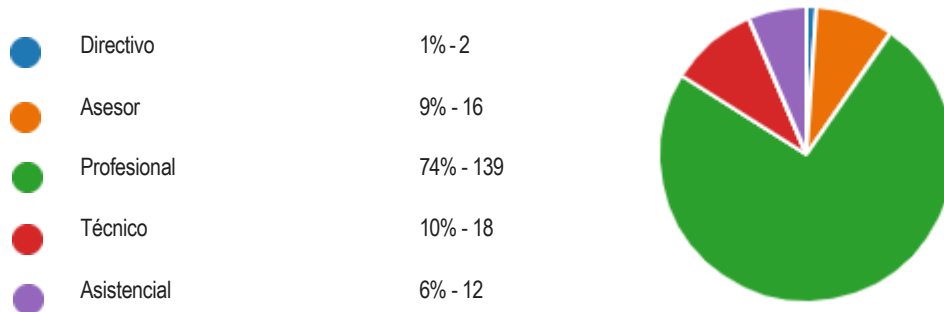 Directivo 1% - 2
Asesor 9% - 16
Profesional 74% - 139
Técnico 10% - 18
Asistencial 6% - 12